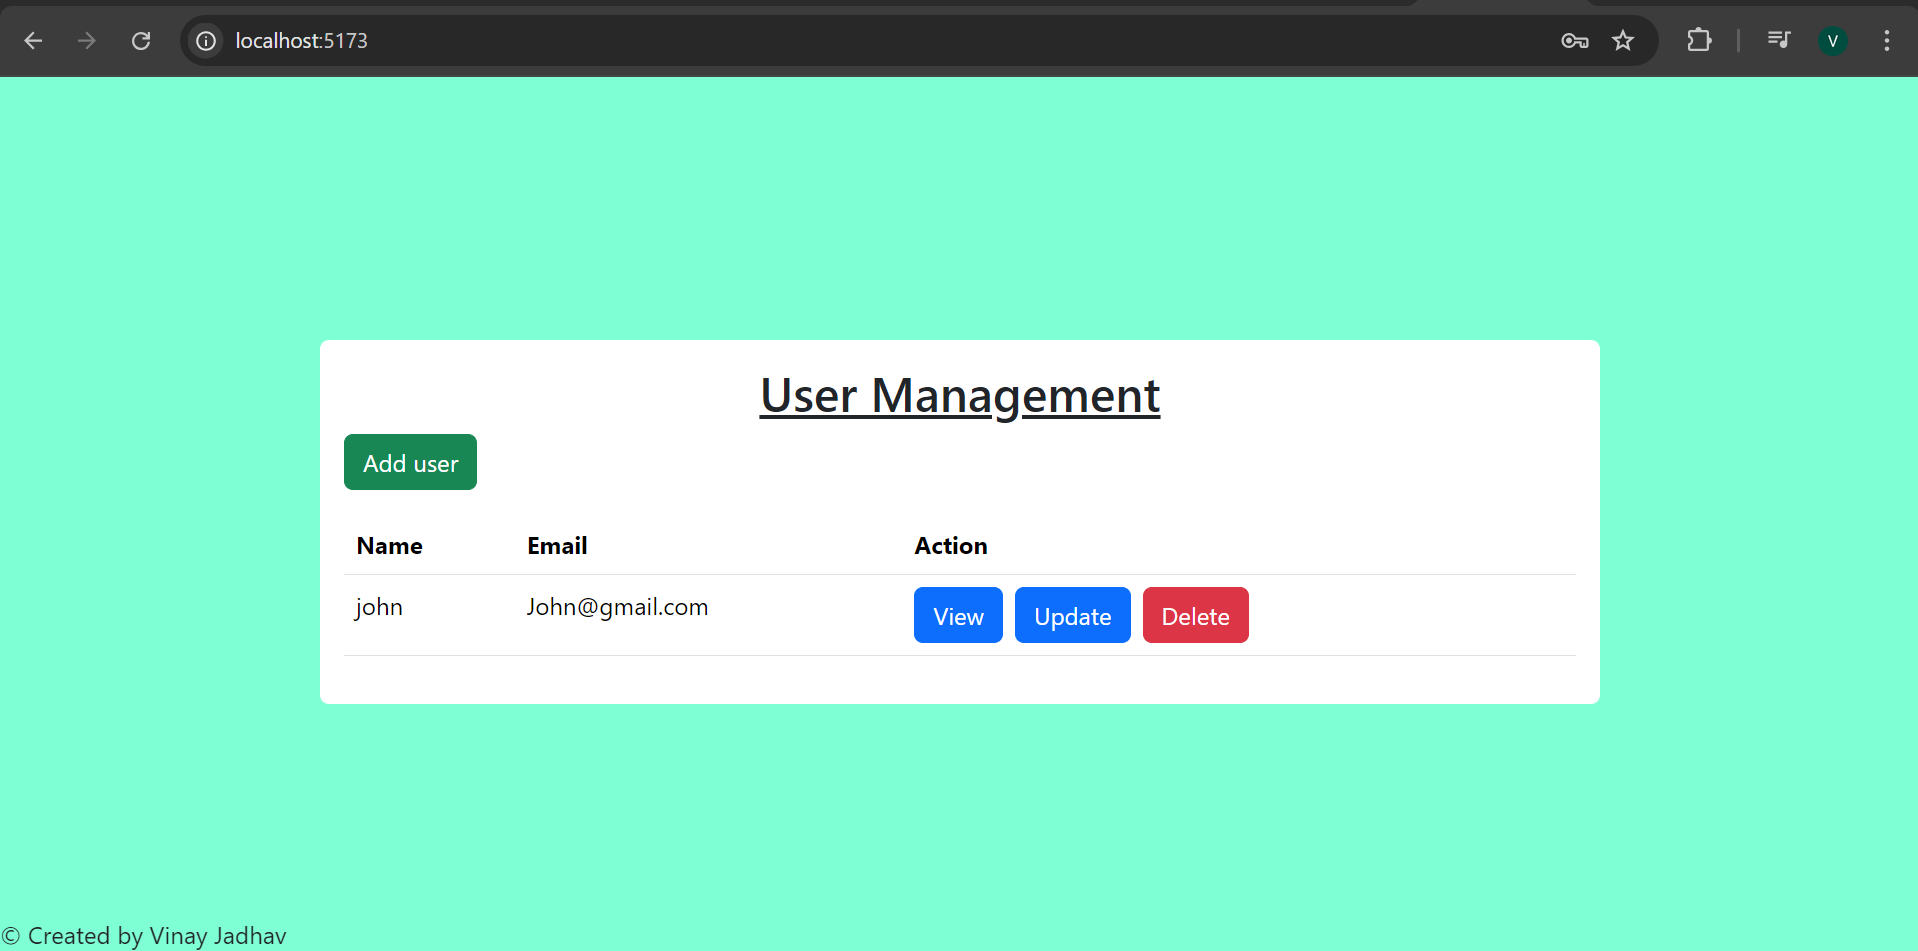 localhost:5173
V
User Management
Add user
Name Email Action
john John@gmail.com View Update Delete
© Created by Vinay Jadhav